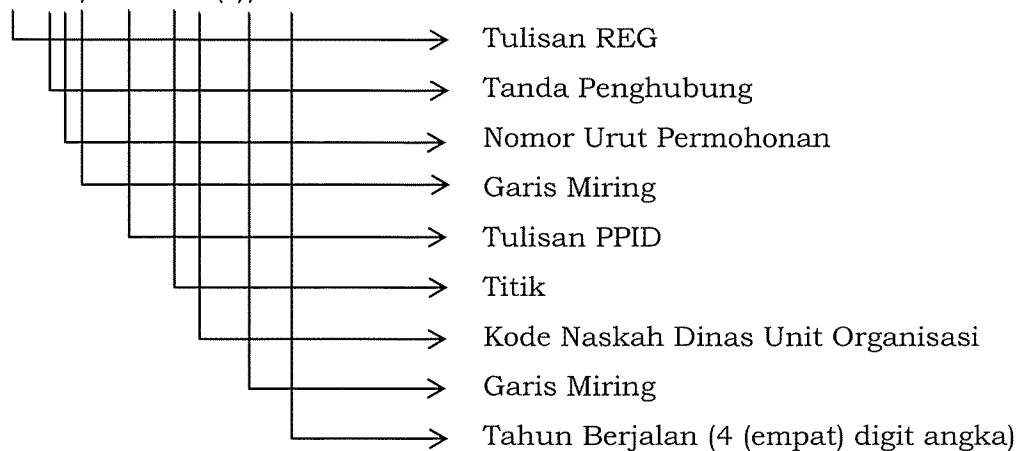 Tulisan REG
Tanda Penghubung
Nomor Urut Permohonan
Garis Miring
Tulisan PPID
Titik
Kode Naskah Dinas Unit Organisasi
Garis Miring
Tahun Berjalan (4 (empat) digit angka)